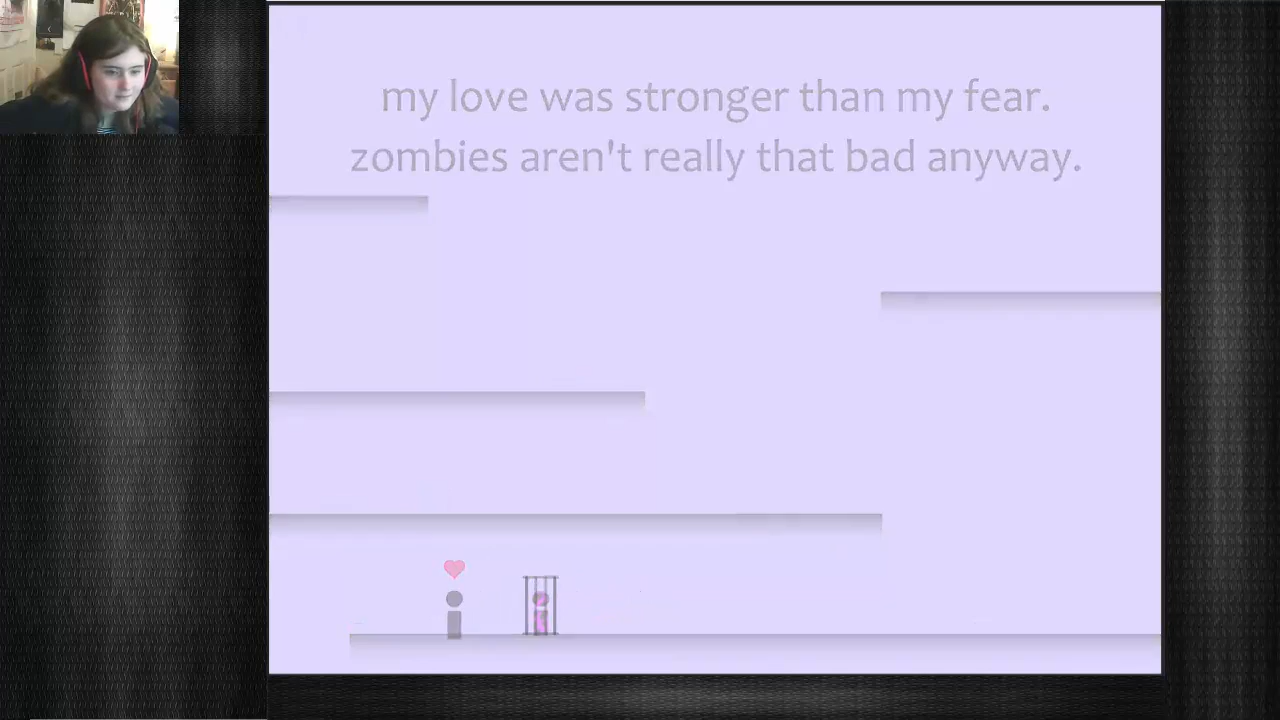 my love was stronger than my fear.
zombies aren't really that bad anyway.